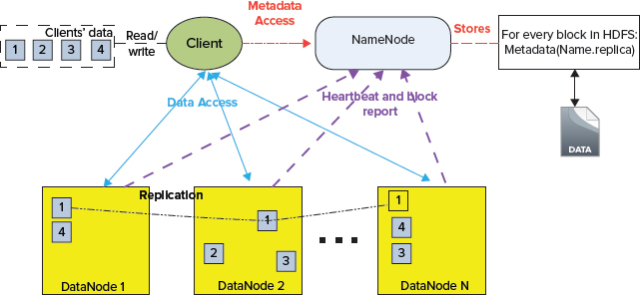 Clients' data
1 2 3 4
Read/
write
Client
Metadata
Access
NameNode
Stores
For every block in HDFS:
Metadata(Name.replica)
DATA
Data Access
Heartbeat and block
report
Replication
1
4
DataNode 1
1
2
3
DataNode 2
1
4
3
DataNode N